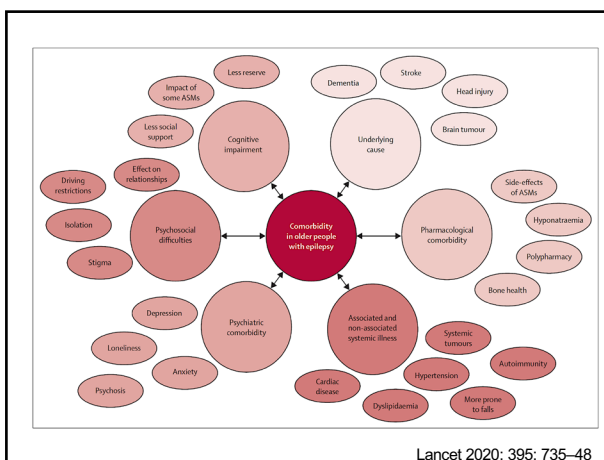 Less reserve
Impact of
some ASMs
Less social
support
Cognitive
impairment
Dementia
Stroke
Head injury
Brain tumour
Underlying
cause
Driving
restrictions
Effect on
relationships
Isolation
Stigma
Psychosocial
difficulties
Comorbidity
in older people
with epilepsy
Pharmacological
comorbidity
Side-effects
of ASMs
Hyponatraemia
Polypharmacy
Bone health
Depression
Loneliness
Anxiety
Psychosis
Psychiatric
comorbidity
Associated and
non-associated
systemic illness
Systemic
tumours
Autoimmunity
Hypertension
Cardiac
disease
Dyslipidaemia
More prone
to falls
Lancet 2020; 395: 735–48